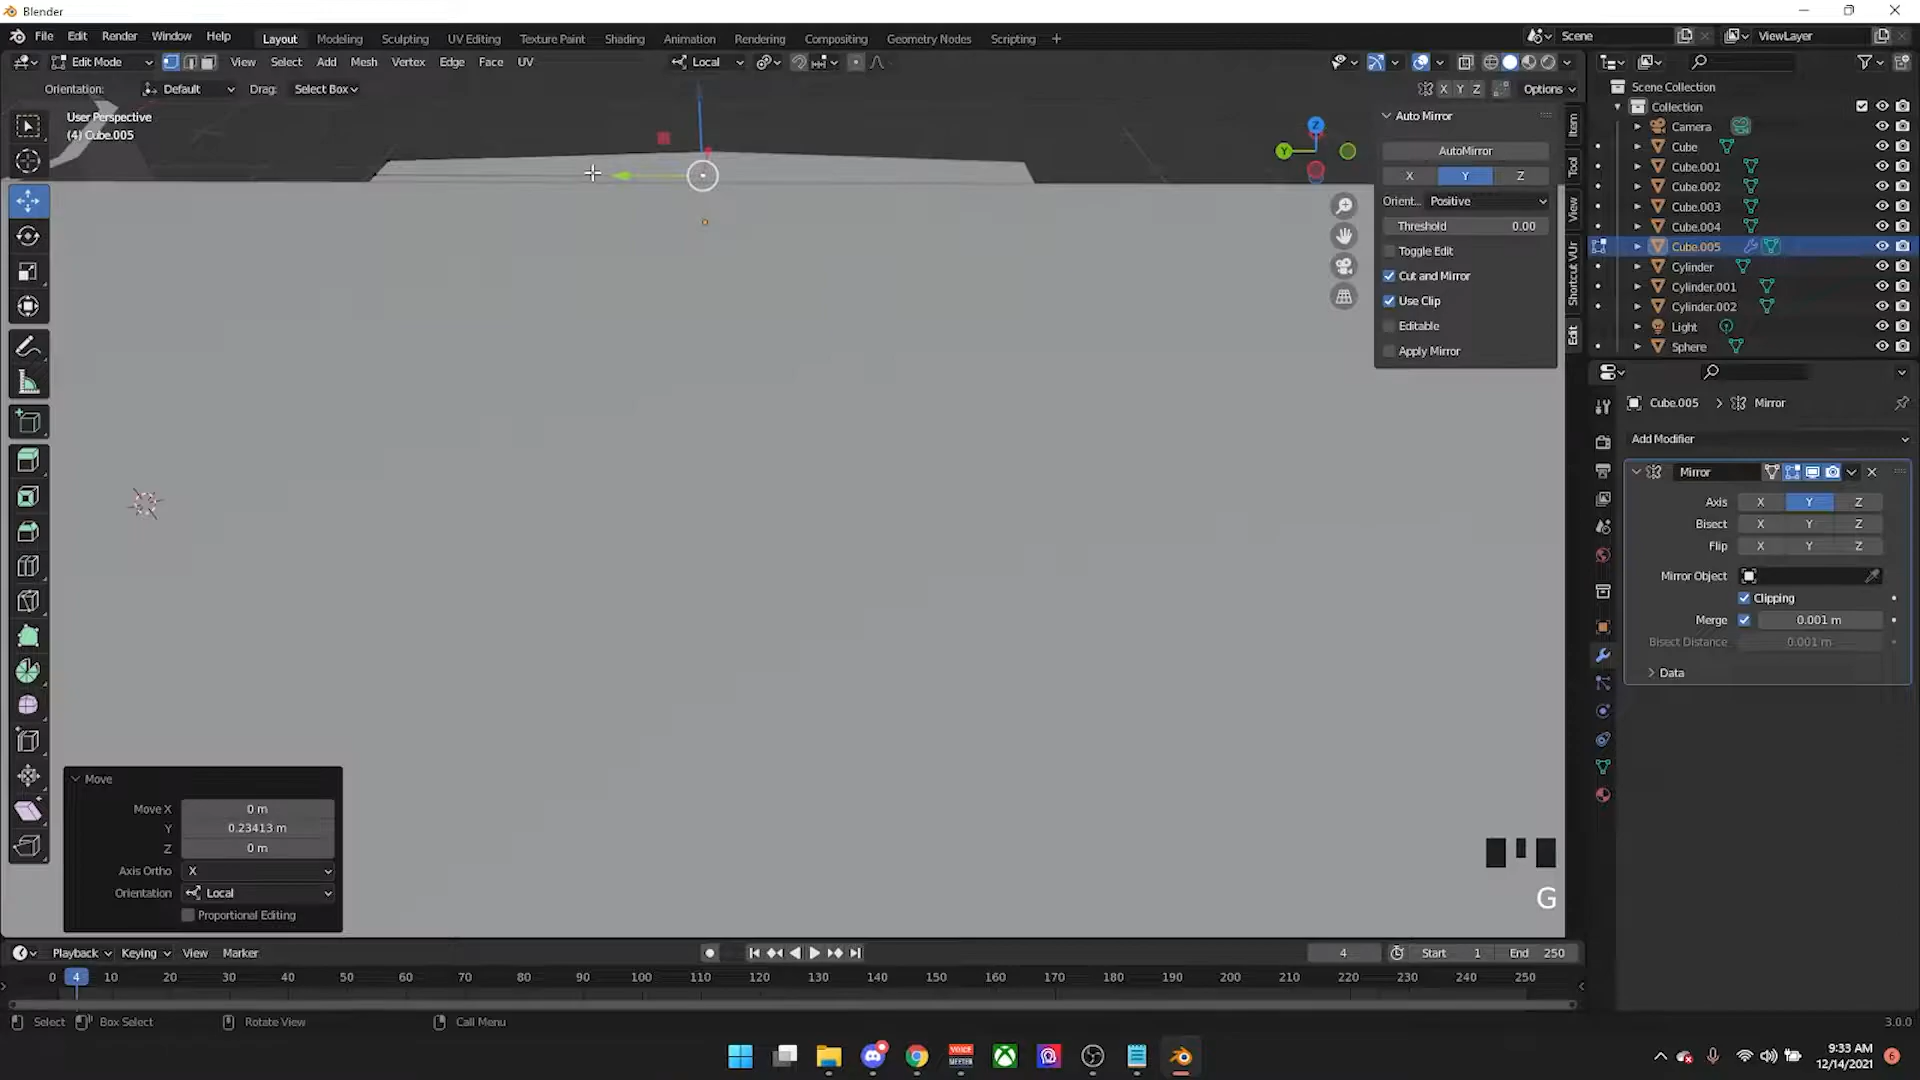 Blender
File Edit Render Window Help Layout Modeling Sculpting UV Editing Texture Paint Shading Animation Rendering Compositing Geometry Nodes Scripting + Scene ViewLayer
Edit Mode View Select Add Mesh Vertex Edge Face UV Local
Orientation: Default Drag: Select Box X Y Z Options
User Perspective
(4) Cube.005
Z
Y
Auto Mirror
AutoMirror
X Y Z
Orient... Positive
Threshold 0.00
Toggle Edit
Cut and Mirror
Use Clip
Editable
Apply Mirror
Item
Tool
View
Shortcut VUr
Edit
Scene Collection
Collection
Camera
Cube
Cube.001
Cube.002
Cube.003
Cube.004
Cube.005
Cylinder
Cylinder.001
Cylinder.002
Light
Sphere
Cube.005 > Mirror
Add Modifier
Mirror
Axis X Y Z
Bisect X Y Z
Flip X Y Z
Mirror Object
Clipping
Merge 0.001 m
Bisect Distance 0.001 m
Data
Move
Move X 0 m
Y 0.23413 m
Z 0 m
Axis Ortho X
Orientation Local
Proportional Editing
G
Playback Keying View Marker 4 Start 1 End 250
0 4 10 20 30 40 50 60 70 80 90 100 110 120 130 140 150 160 170 180 190 200 210 220 230 240 250
Select Box Select Rotate View Call Menu 3.0.0
VOICE
MEETER
9:33 AM
12/14/2021
6